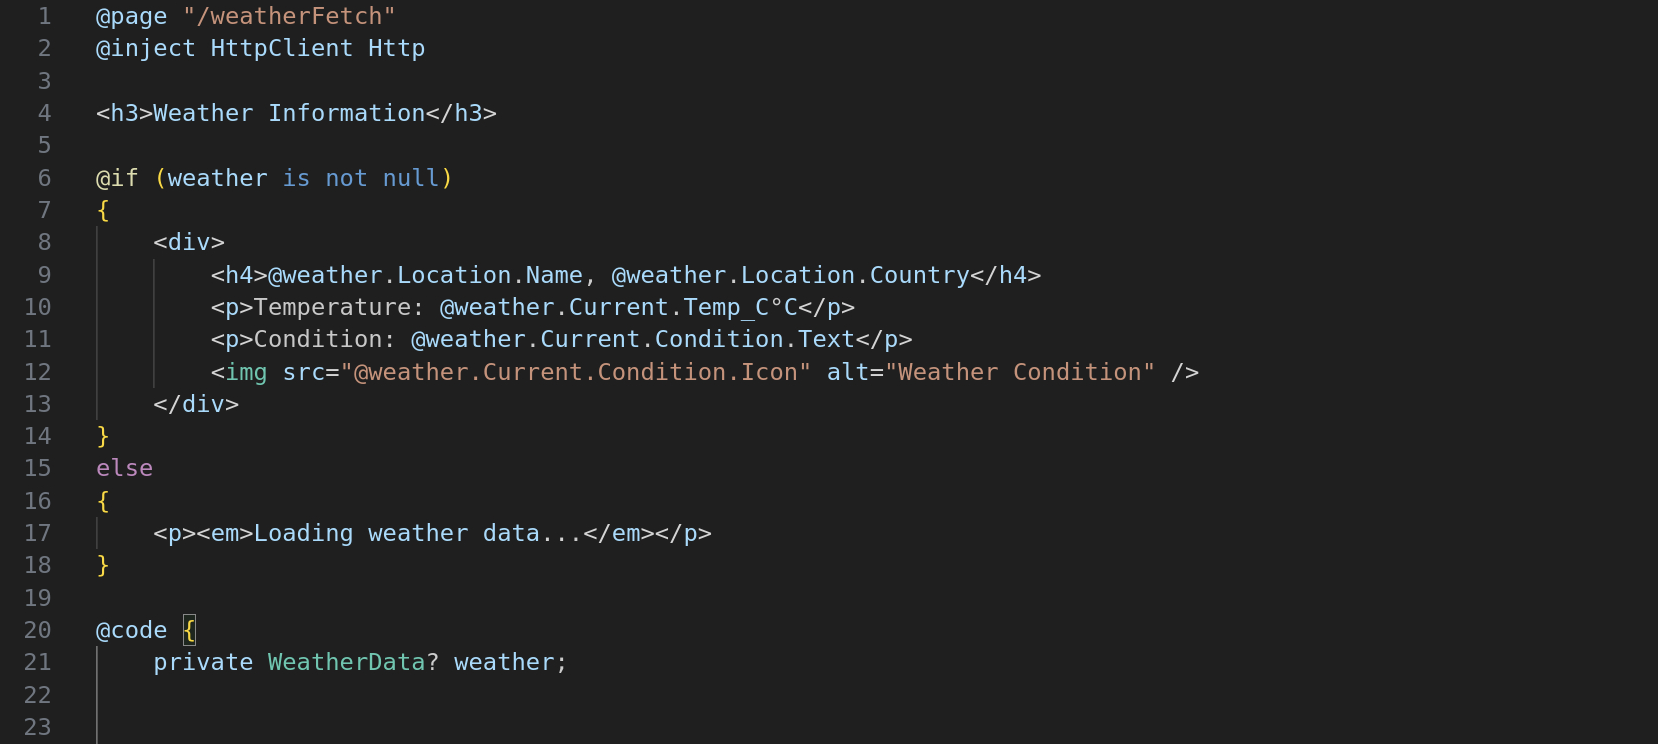 1 @page "/weatherFetch"
2 @inject HttpClient Http
3
4 <h3>Weather Information</h3>
5
6 @if (weather is not null)
7 {
8     <div>
9         <h4>@weather.Location.Name, @weather.Location.Country</h4>
10         <p>Temperature: @weather.Current.Temp_C°C</p>
11         <p>Condition: @weather.Current.Condition.Text</p>
12         <img src="@weather.Current.Condition.Icon" alt="Weather Condition" />
13     </div>
14 }
15 else
16 {
17     <p><em>Loading weather data...</em></p>
18 }
19
20 @code {
21     private WeatherData? weather;
22
23